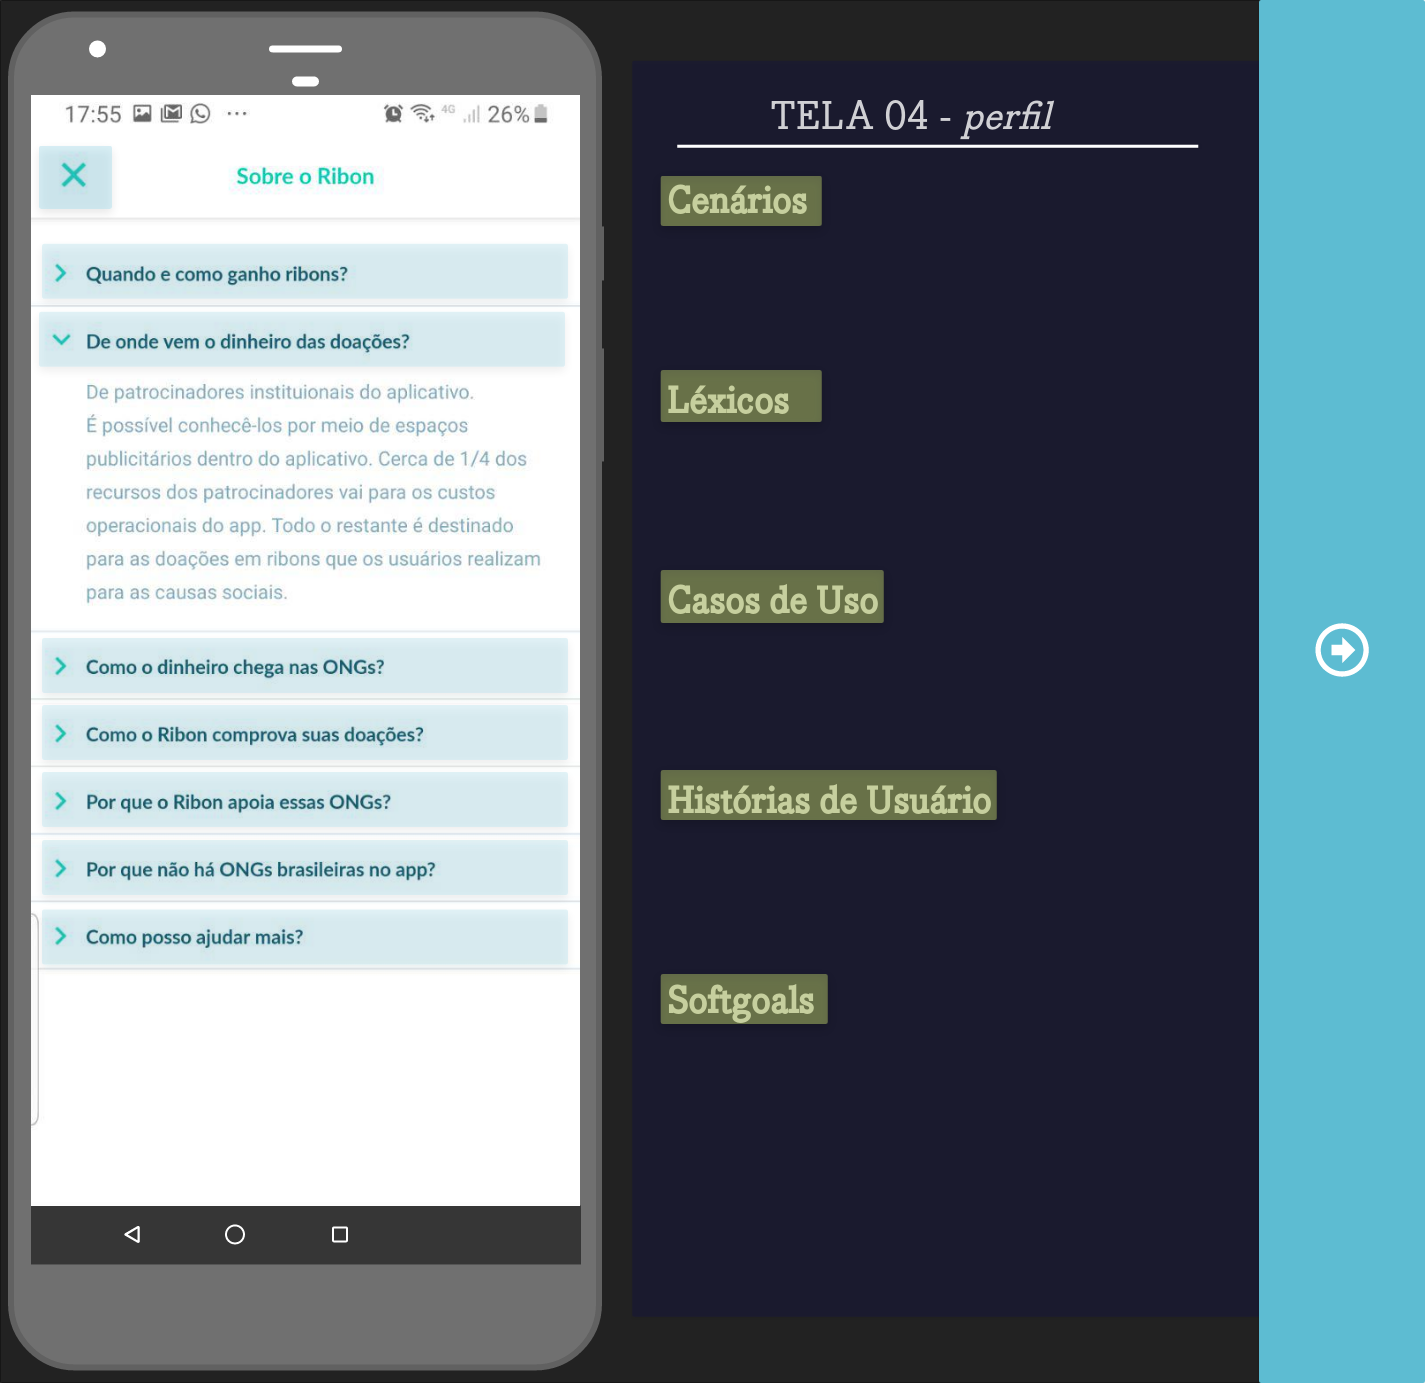 17:55 ... 4G 26%
Sobre o Ribon
Quando e como ganho ribons?
De onde vem o dinheiro das doações?
De patrocinadores instituionais do aplicativo.
É possível conhecê-los por meio de espaços
publicitários dentro do aplicativo. Cerca de 1/4 dos
recursos dos patrocinadores vai para os custos
operacionais do app. Todo o restante é destinado
para as doações em ribons que os usuários realizam
para as causas sociais.
Como o dinheiro chega nas ONGs?
Como o Ribon comprova suas doações?
Por que o Ribon apoia essas ONGs?
Por que não há ONGs brasileiras no app?
Como posso ajudar mais?
TELA 04 - perfil
Cenários
Léxicos
Casos de Uso
Histórias de Usuário
Softgoals